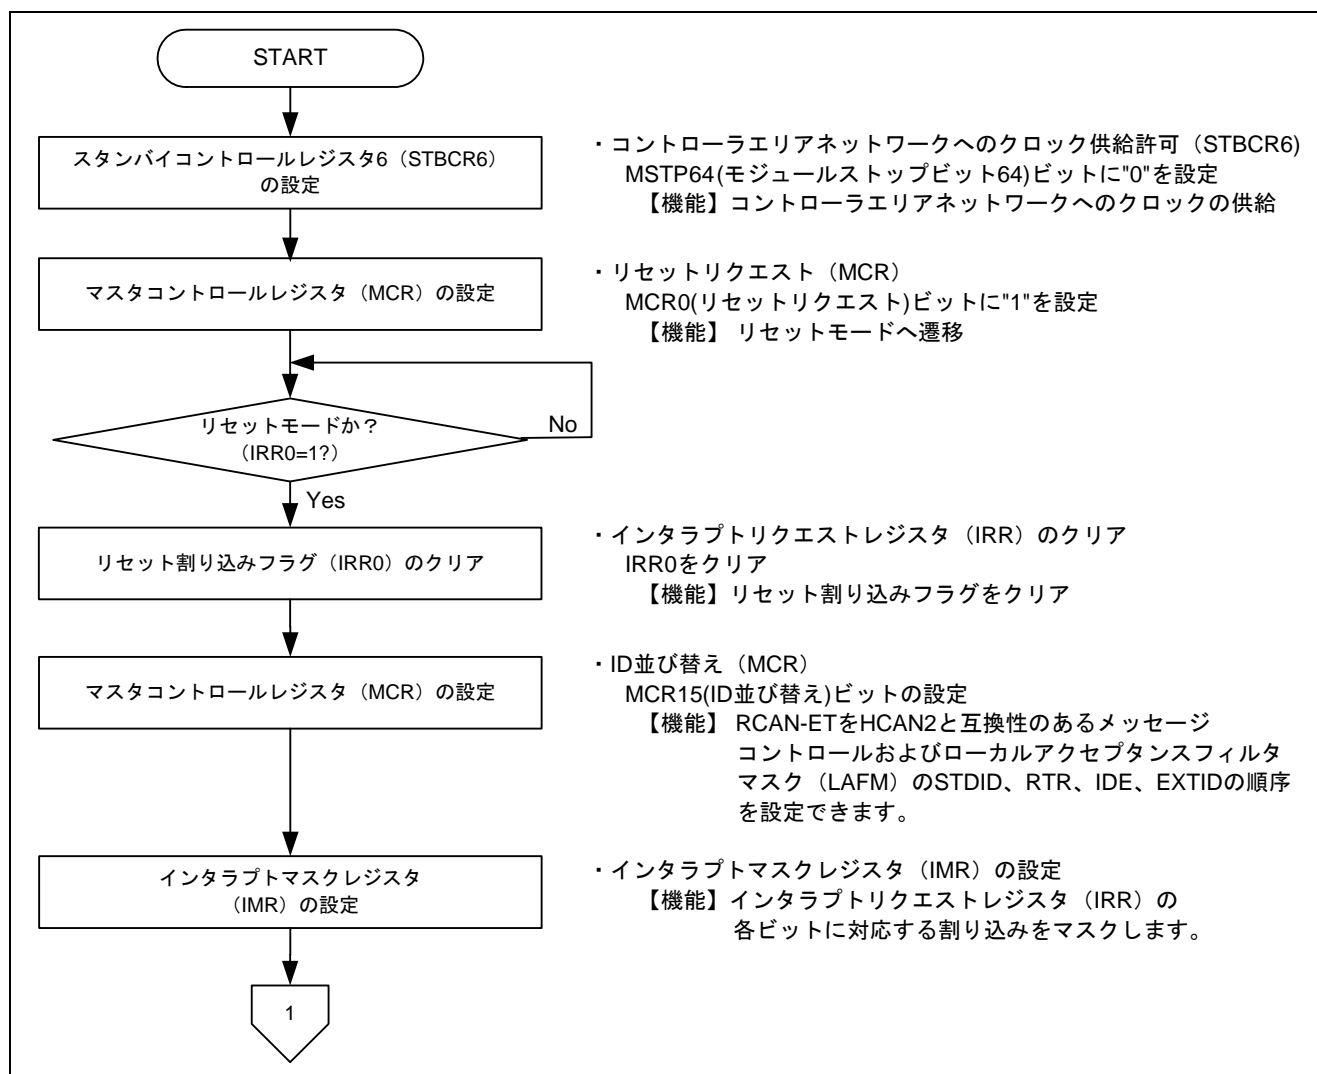 START
スタンバイコントロールレジスタ6（STBCR6）
の設定
・コントローラエリアネットワークへのクロック供給許可（STBCR6)
MSTP64(モジュールストップビット64)ビットに"0"を設定
【機能】コントローラエリアネットワークへのクロックの供給
マスタコントロールレジスタ（MCR）の設定
・リセットリクエスト（MCR）
MCR0(リセットリクエスト)ビットに"1"を設定
【機能】 リセットモードへ遷移
リセットモードか？
（IRR0=1?）
No
Yes
リセット割り込みフラグ（IRR0）のクリア
・インタラプトリクエストレジスタ（IRR）のクリア
IRR0をクリア
【機能】リセット割り込みフラグをクリア
マスタコントロールレジスタ（MCR）の設定
・ID並び替え（MCR）
MCR15(ID並び替え)ビットの設定
【機能】 RCAN-ETをHCAN2と互換性のあるメッセージ
コントロールおよびローカルアクセプタンスフィルタ
マスク（LAFM）のSTDID、RTR、IDE、EXTIDの順序
を設定できます。
インタラプトマスクレジスタ
（IMR）の設定
・インタラプトマスクレジスタ（IMR）の設定
【機能】インタラプトリクエストレジスタ（IRR）の
各ビットに対応する割り込みをマスクします。
1